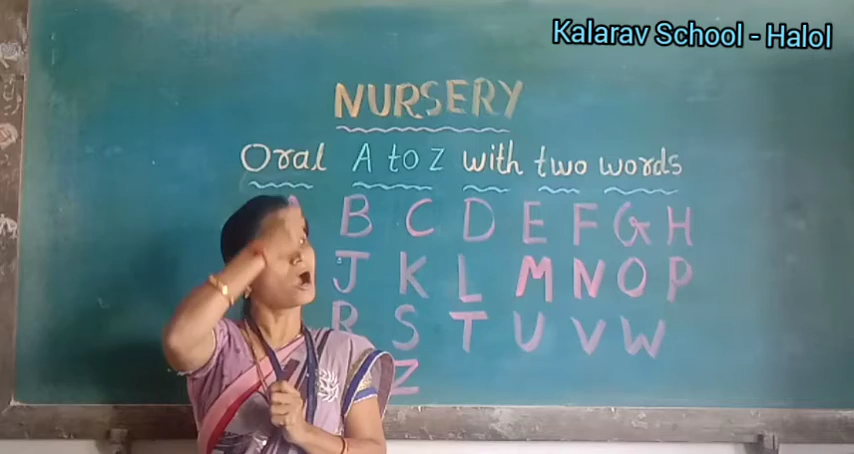 Kalarav School - Halol
NURSERY
Oral A to Z with two words
B C D E F G H
J K L M N O P
R S T U V W
Z